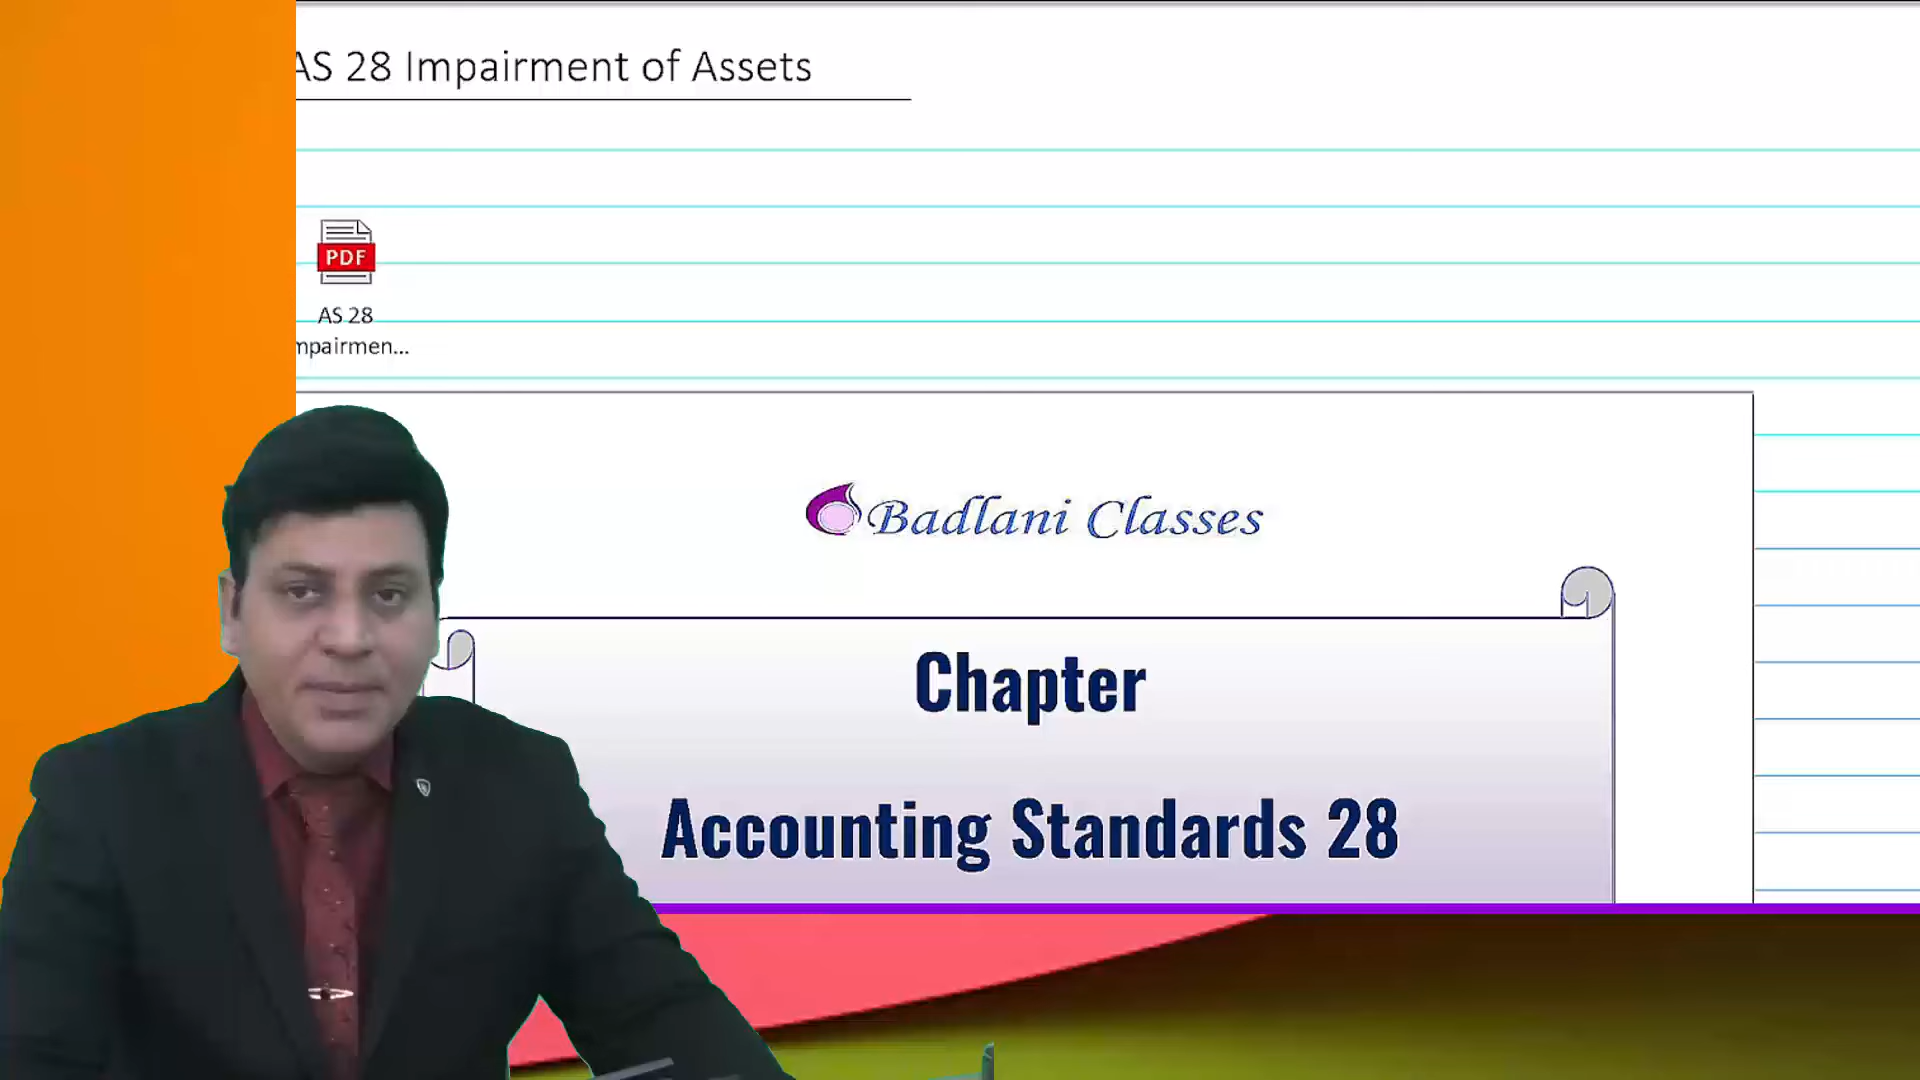 AS 28 Impairment of Assets
PDF
AS 28
mpairmen...
Badlani Classes
Chapter
Accounting Standards 28